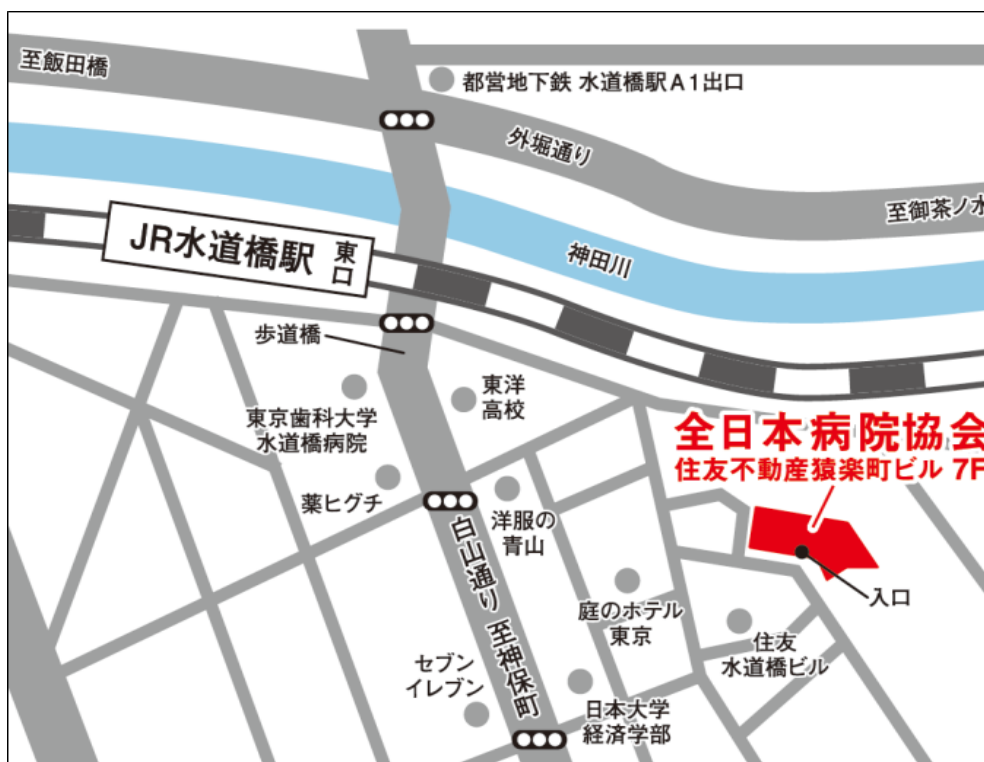 至飯田橋
都営地下鉄 水道橋駅A1出口
外堀通り
至御茶ノ水
JR水道橋駅 東口
神田川
歩道橋
東京歯科大学
水道橋病院
東洋
高校
全日本病院協会
住友不動産猿楽町ビル 7F
薬ヒグチ
洋服の
青山
白山通り 至神保町
入口
庭のホテル
東京
住友
水道橋ビル
セブン
イレブン
日本大学
経済学部